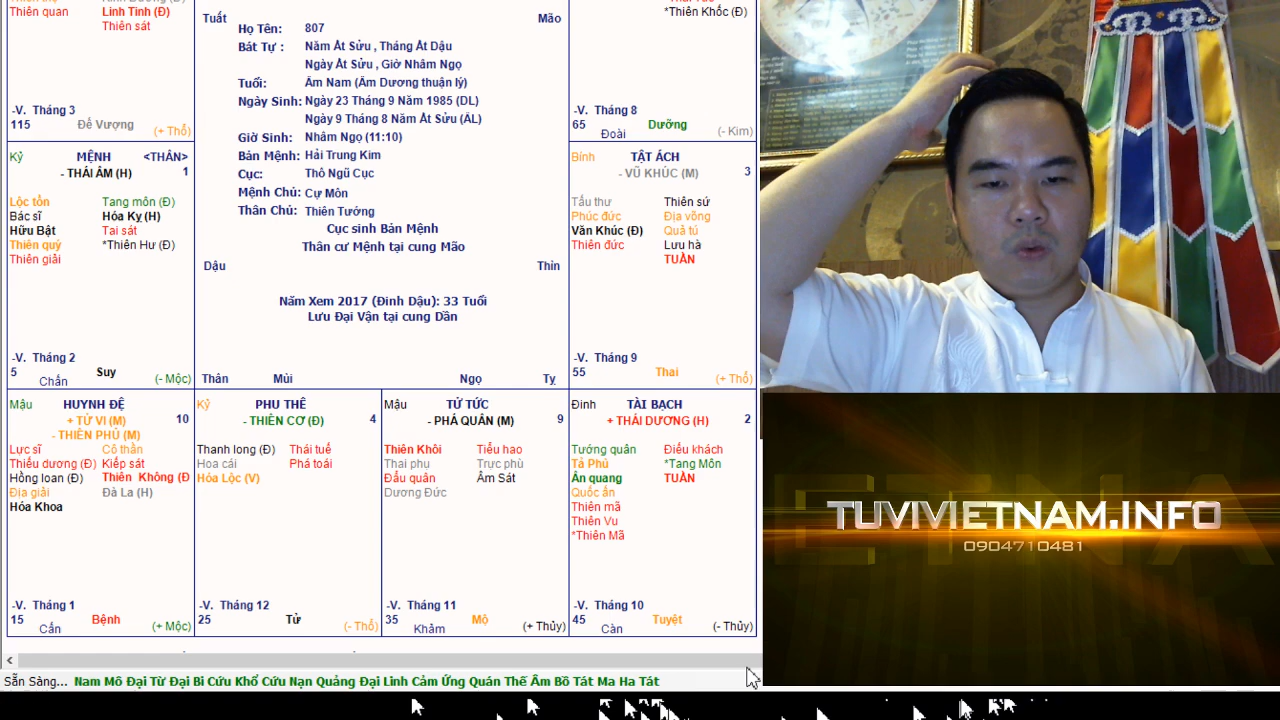 Thiên quan
Linh Tinh (Đ)
Thiên sát
-V. Tháng 3
115
Đế Vượng
(+ Thổ)
Tuất
Mão
Họ Tên: 807
Bát Tự : Năm Ất Sửu , Tháng Ất Dậu
Ngày Ất Sửu , Giờ Nhâm Ngọ
Tuổi: Âm Nam (Âm Dương thuận lý)
Ngày Sinh: Ngày 23 Tháng 9 Năm 1985 (DL)
Ngày 9 Tháng 8 Năm Ất Sửu (ÂL)
Giờ Sinh: Nhâm Ngọ (11:10)
Bản Mệnh: Hải Trung Kim
Cục: Thổ Ngũ Cục
Mệnh Chủ: Cự Môn
Thân Chủ: Thiên Tướng
Cục sinh Bản Mệnh
Thân cư Mệnh tại cung Mão
Dậu
Thìn
Năm Xem 2017 (Đinh Dậu): 33 Tuổi
Lưu Đại Vận tại cung Dần
Thân
Mùi
Ngọ
Tỵ
*Thiên Khốc (Đ)
-V. Tháng 8
65
Đoài
Dưỡng
(- Kim)
Kỷ
MỆNH
<THÂN>
- THÁI ÂM (H)
1
Lộc tồn
Bác sĩ
Hữu Bật
Thiên quý
Thiên giải
Tang môn (Đ)
Hóa Kỵ (H)
Tai sát
*Thiên Hư (Đ)
-V. Tháng 2
5
Chấn
Suy
(- Mộc)
Bính
TẬT ÁCH
- VŨ KHÚC (M)
3
Tấu thư
Phúc đức
Văn Khúc (Đ)
Thiên đức
Thiên sứ
Địa võng
Quả tú
Lưu hà
TUẦN
-V. Tháng 9
55
Thai
(+ Thổ)
Mậu
HUYNH ĐỆ
+ TỬ VI (M)
- THIÊN PHỦ (M)
10
Lực sĩ
Thiếu dương (Đ)
Hồng loan (Đ)
Địa giải
Hóa Khoa
Cô thần
Kiếp sát
Thiên Không (Đ
Đà La (H)
-V. Tháng 1
15
Cấn
Bệnh
(+ Mộc)
Kỷ
PHU THÊ
- THIÊN CƠ (Đ)
4
Thanh long (Đ)
Hoa cái
Hóa Lộc (V)
Thái tuế
Phá toái
-V. Tháng 12
25
Tử
(- Thổ)
Mậu
TỬ TỨC
- PHÁ QUÂN (M)
9
Thiên Khôi
Thai phu
Đẩu quân
Dương Đức
Tiểu hao
Trực phù
Âm Sát
-V. Tháng 11
35
Khảm
Mộ
(+ Thủy)
Đinh
TÀI BẠCH
+ THÁI DƯƠNG (H)
2
Tướng quân
Tả Phù
Ân quang
Quốc ấn
Thiên mã
Thiên Vu
*Thiên Mã
Điếu khách
*Tang Môn
TUẦN
-V. Tháng 10
45
Càn
Tuyệt
(- Thủy)
Sẵn Sàng... Nam Mô Đại Từ Đại Bi Cứu Khổ Cứu Nạn Quảng Đại Linh Cảm Ứng Quán Thế Âm Bồ Tát Ma Ha Tát
TUVIVIETNAM.INFO
0904710481